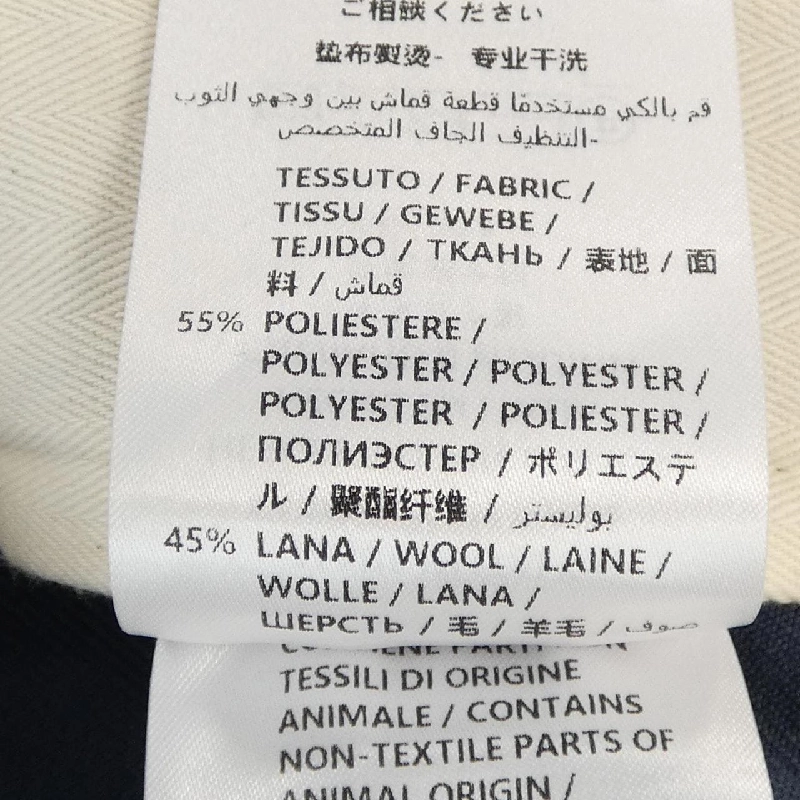 ご相談ください
垫布熨烫- 专业干洗
قم بالكي مستخدمًا قطعة قماش بين وجهي الثوب
-التنظيف الجاف المتخصص
TESSUTO / FABRIC /
TISSU / GEWEBE /
TEJIDO / ТКАНЬ / 表地 / 面
料 / قماش
55% POLIESTERE /
POLYESTER / POLYESTER /
POLYESTER / POLIESTER /
ПОЛИЭСТЕР / ポリエステ
ル / 聚酯纤维 / بوليستر
45% LANA / WOOL / LAINE /
WOLLE / LANA /
ШЕРСТЬ / 毛 / 羊毛 / صوف
TESSILI DI ORIGINE
ANIMALE / CONTAINS
NON-TEXTILE PARTS OF
ANIMAL ORIGIN /